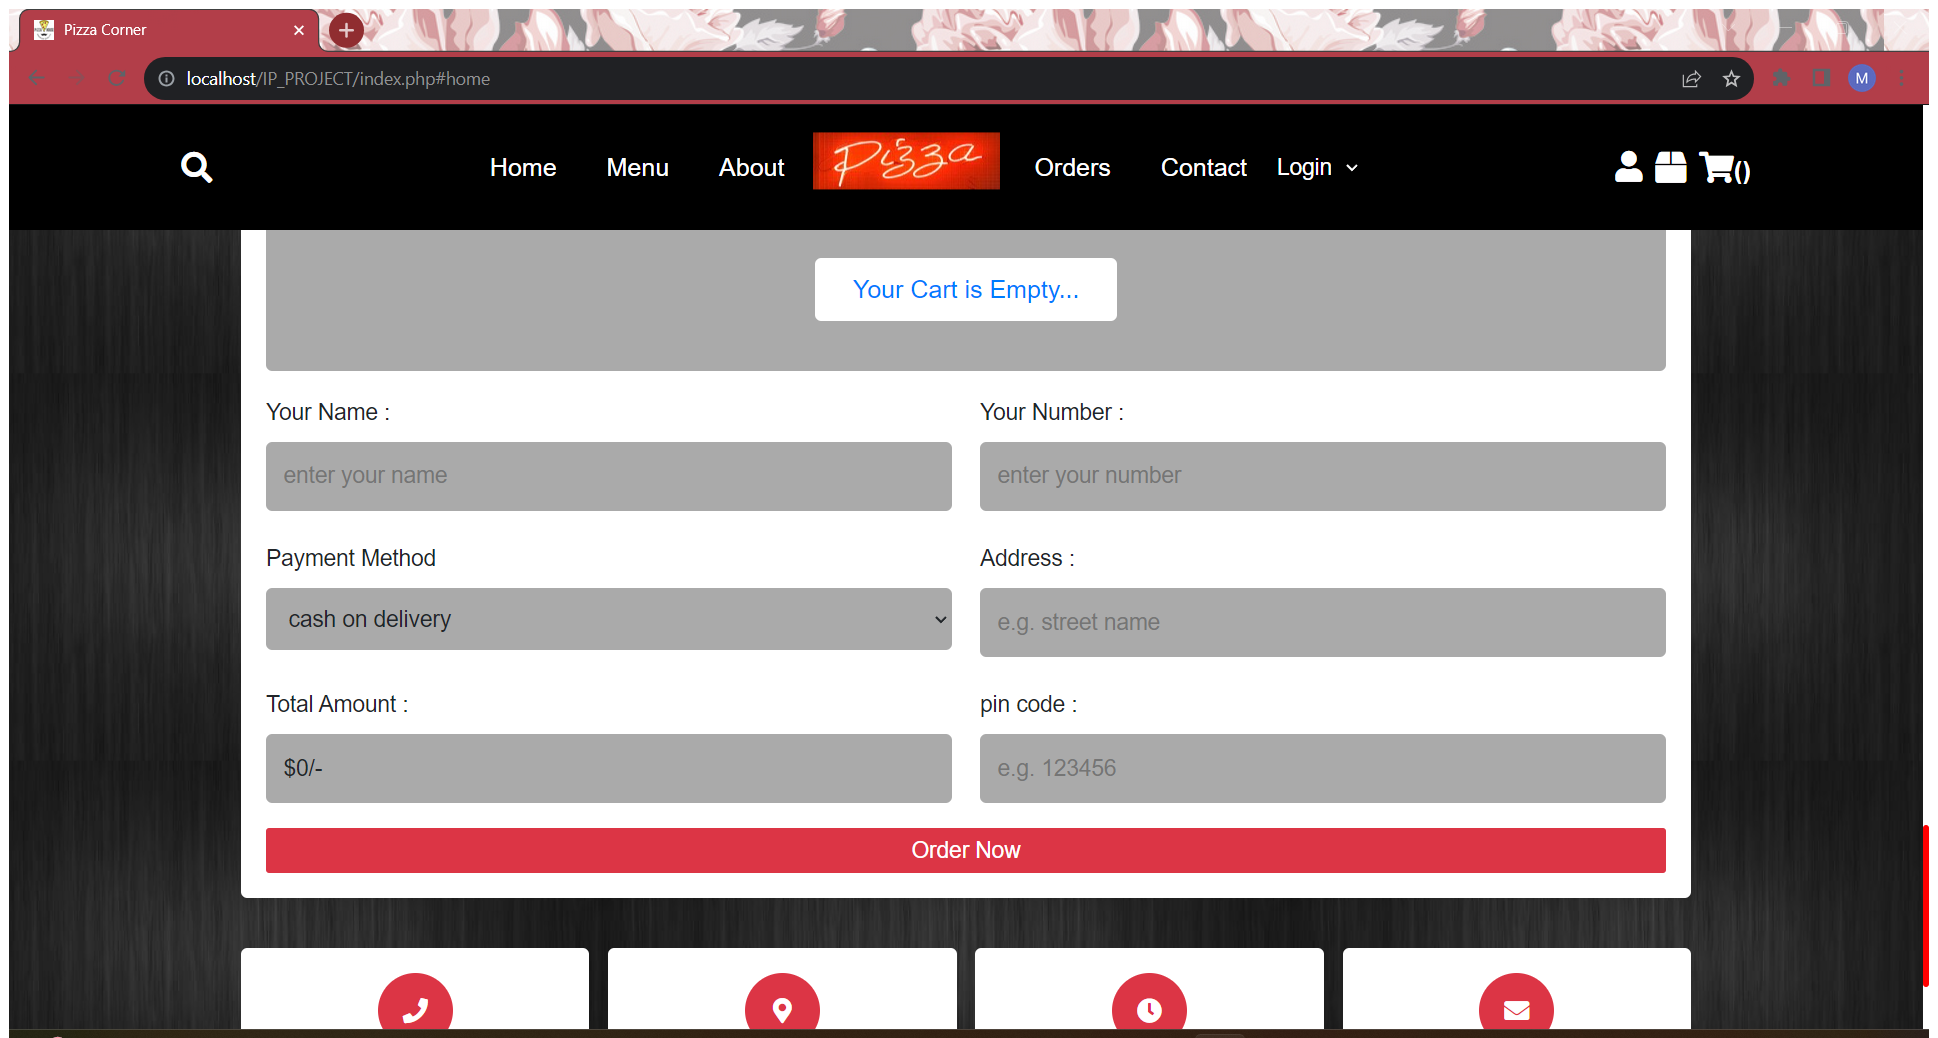 Pizza Corner
localhost/IP_PROJECT/index.php#home
M
Home Menu About Pizza Orders Contact Login ()
Your Cart is Empty...
Your Name : Your Number :
enter your name enter your number
Payment Method Address :
cash on delivery e.g. street name
Total Amount : pin code :
$0/- e.g. 123456
Order Now